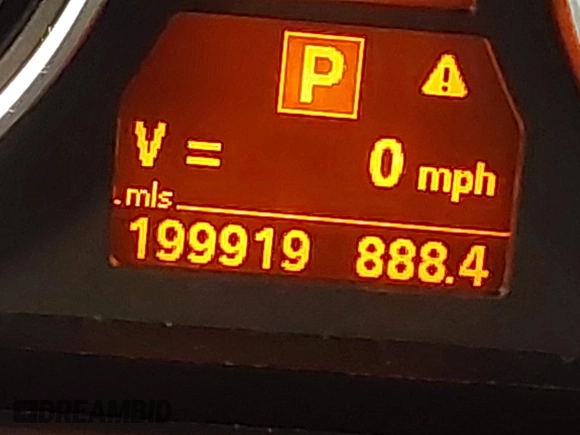 P
V = 0 mph
mls
199919 888.4
DREAMBID